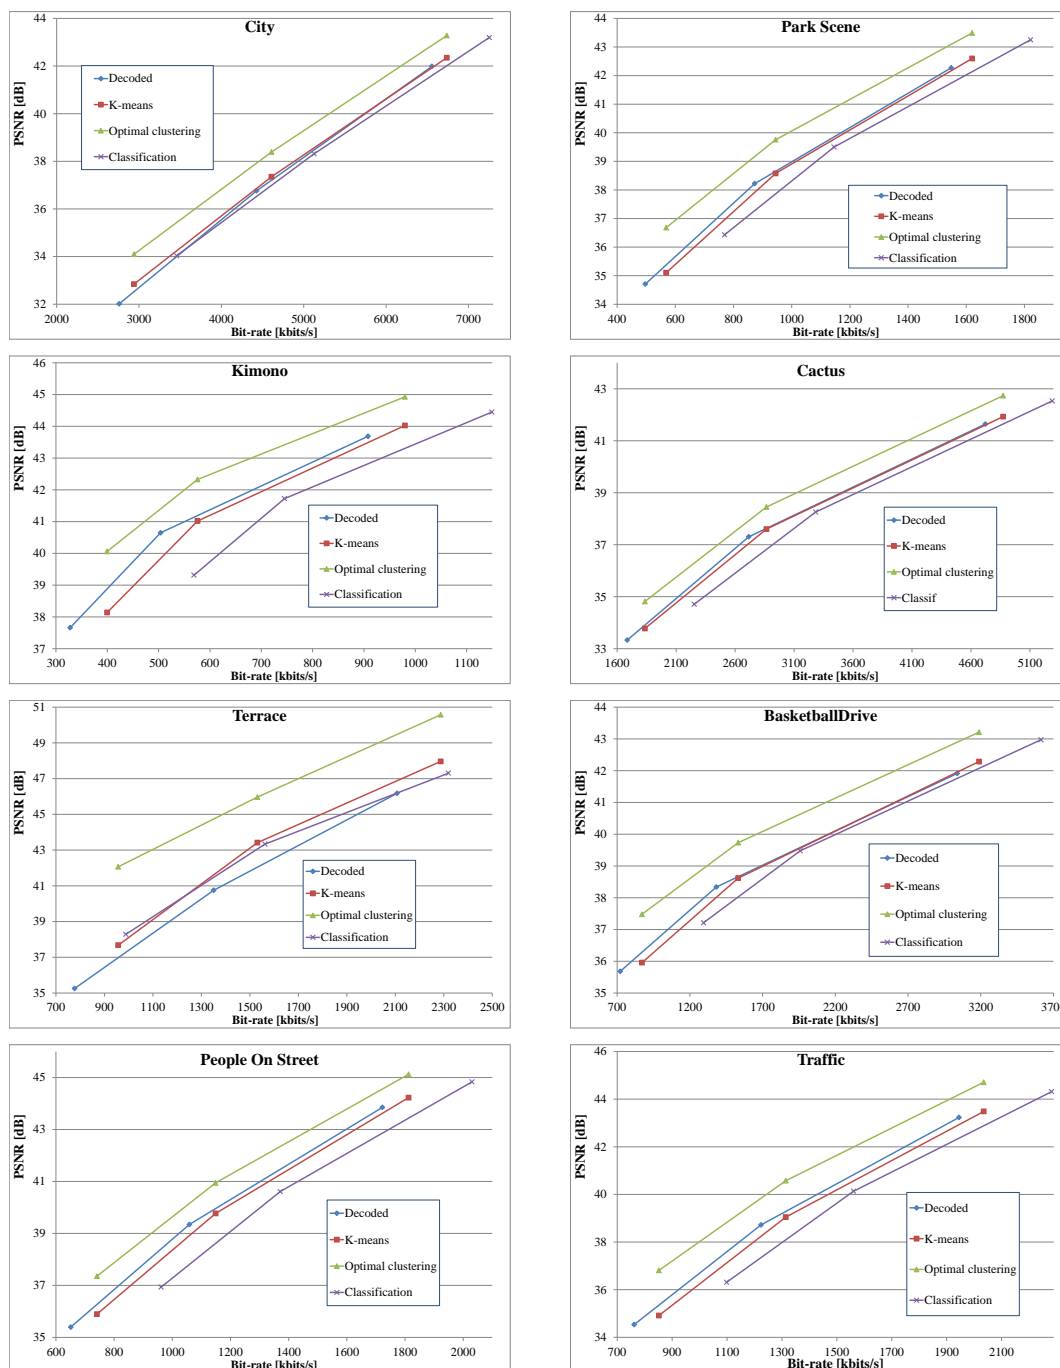 City
PSNR [dB]
44
42
40
38
36
34
32
2000 3000 4000 5000 6000 7000
Bit-rate [kbits/s]
Decoded
K-means
Optimal clustering
Classification
Park Scene
PSNR [dB]
44
43
42
41
40
39
38
37
36
35
34
400 600 800 1000 1200 1400 1600 1800
Bit-rate [kbits/s]
Decoded
K-means
Optimal clustering
Classification
Kimono
PSNR [dB]
46
45
44
43
42
41
40
39
38
37
300 400 500 600 700 800 900 1000 1100
Bit-rate [kbits/s]
Decoded
K-means
Optimal clustering
Classification
Cactus
PSNR [dB]
43
41
39
37
35
33
1600 2100 2600 3100 3600 4100 4600 5100
Bit-rate [kbits/s]
Decoded
K-means
Optimal clustering
Classif
Terrace
PSNR [dB]
51
49
47
45
43
41
39
37
35
700 900 1100 1300 1500 1700 1900 2100 2300 2500
Bit-rate [kbits/s]
Decoded
K-means
Optimal clustering
Classification
BasketballDrive
PSNR [dB]
44
43
42
41
40
39
38
37
36
35
700 1200 1700 2200 2700 3200 370
Bit-rate [kbits/s]
Decoded
K-means
Optimal clustering
Classification
People On Street
PSNR [dB]
45
43
41
39
37
35
600 800 1000 1200 1400 1600 1800 2000
Bit-rate [kbits/s]
Decoded
K-means
Optimal clustering
Classification
Traffic
PSNR [dB]
46
44
42
40
38
36
34
700 900 1100 1300 1500 1700 1900 2100
Bit-rate [kbits/s]
Decoded
K-means
Optimal clustering
Classification